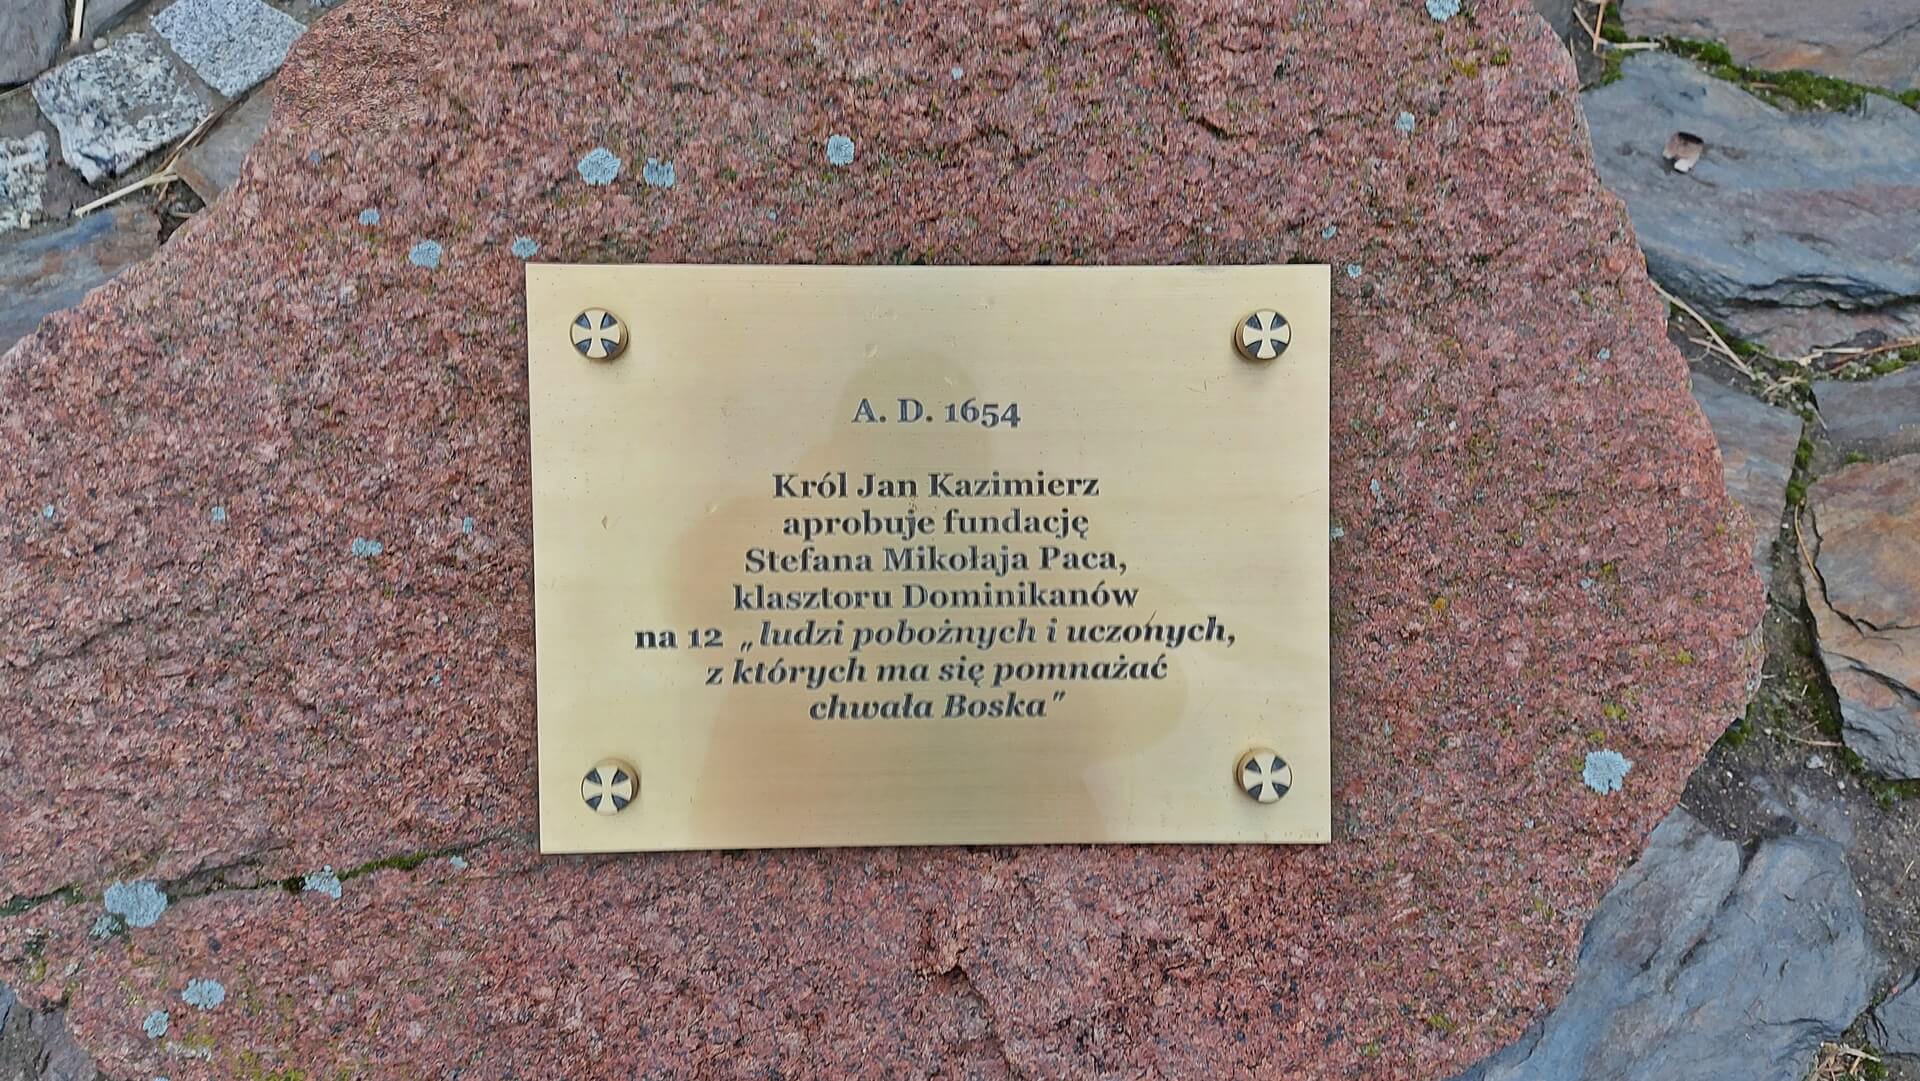 A. D. 1654
Król Jan Kazimierz
aprobuje fundację
Stefana Mikołaja Paca,
klasztoru Dominikanów
na 12 „ludzi pobożnych i uczonych,
z których ma się pomnażać
chwała Boska”